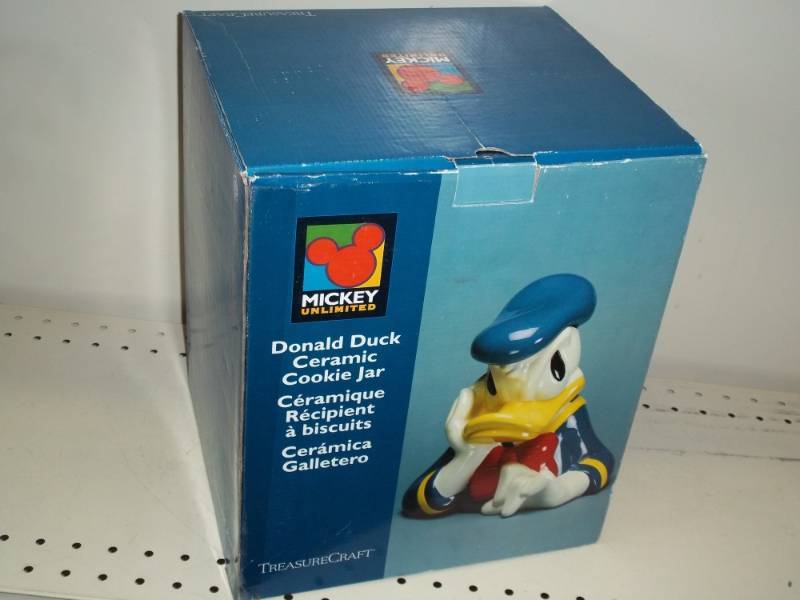 TREASURECRAFT
MICKEY
UNLIMITED
MICKEY
UNLIMITED
Donald Duck
Ceramic
Cookie Jar
Céramique
Récipient
à biscuits
Cerámica
Galletero
TREASURECRAFT